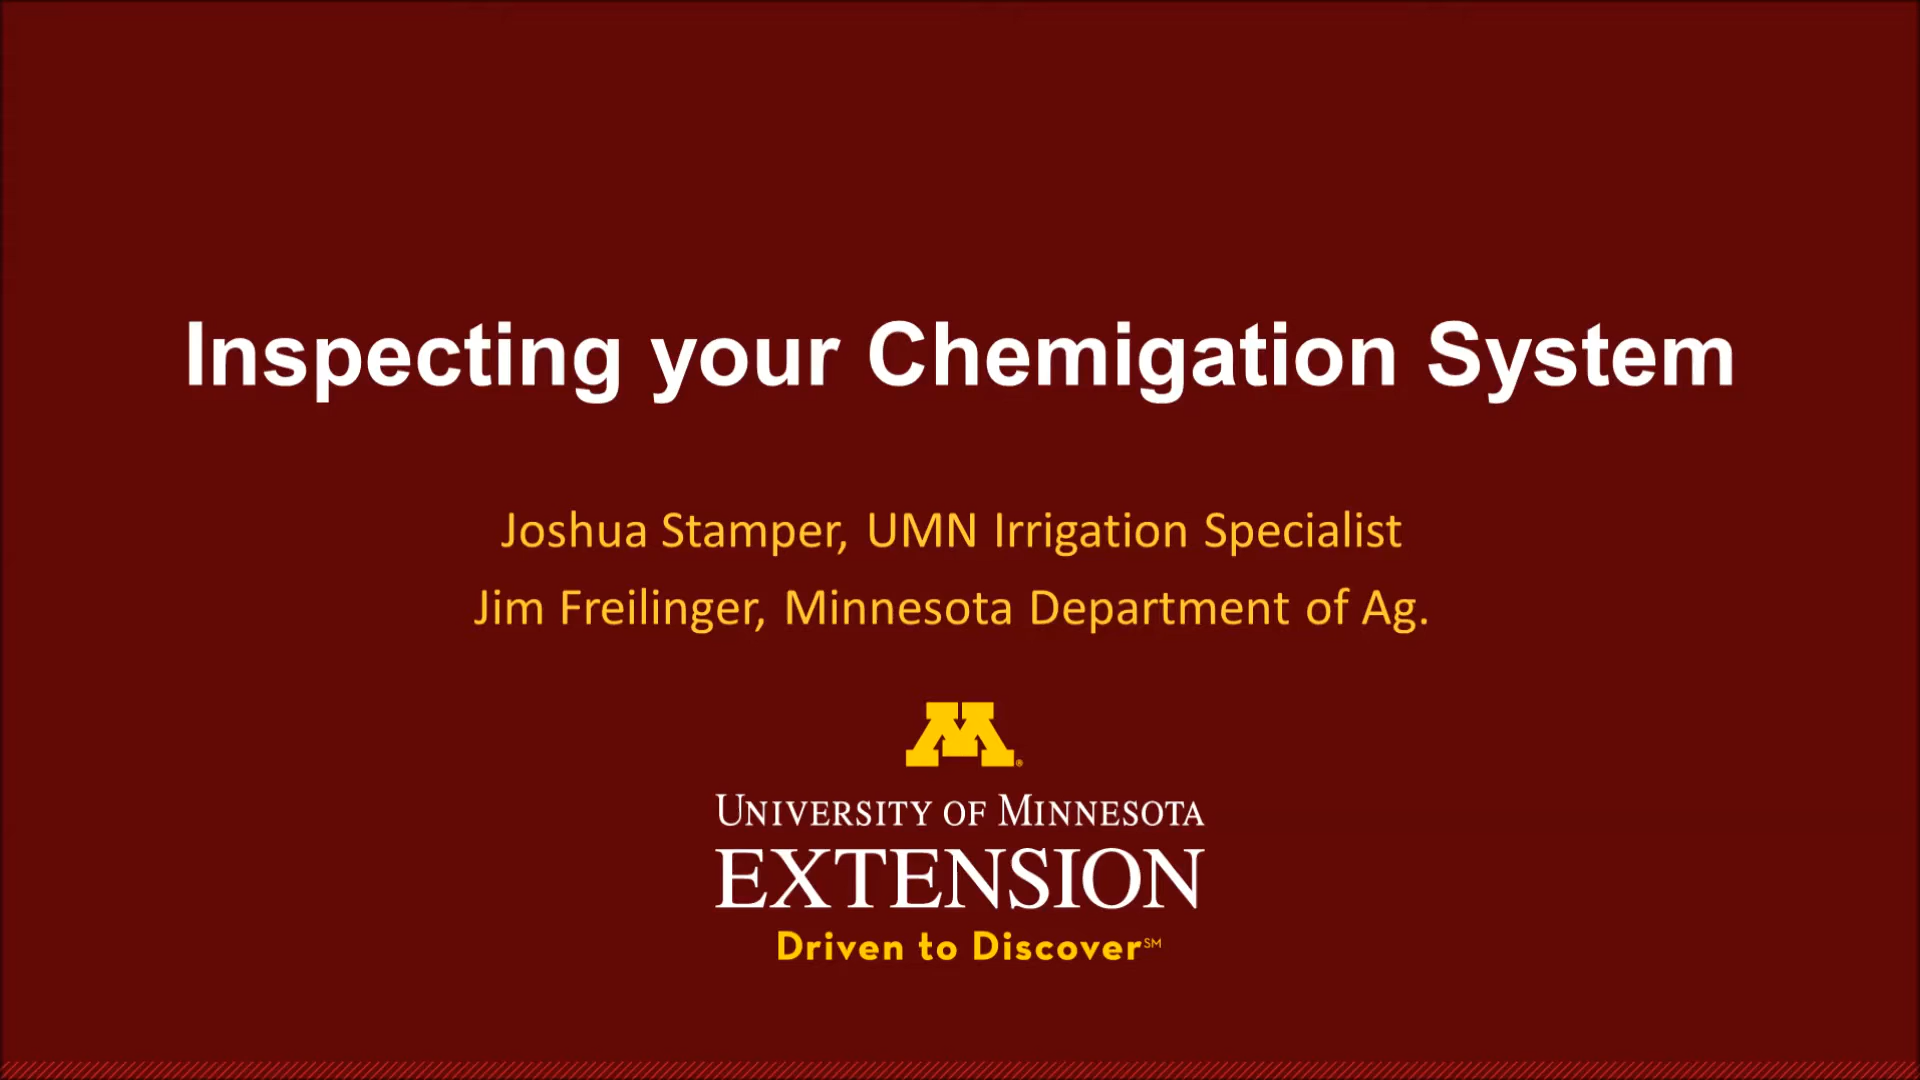 Inspecting your Chemigation System
Joshua Stamper, UMN Irrigation Specialist
Jim Freilinger, Minnesota Department of Ag.
M®
UNIVERSITY OF MINNESOTA
EXTENSION
Driven to Discover℠